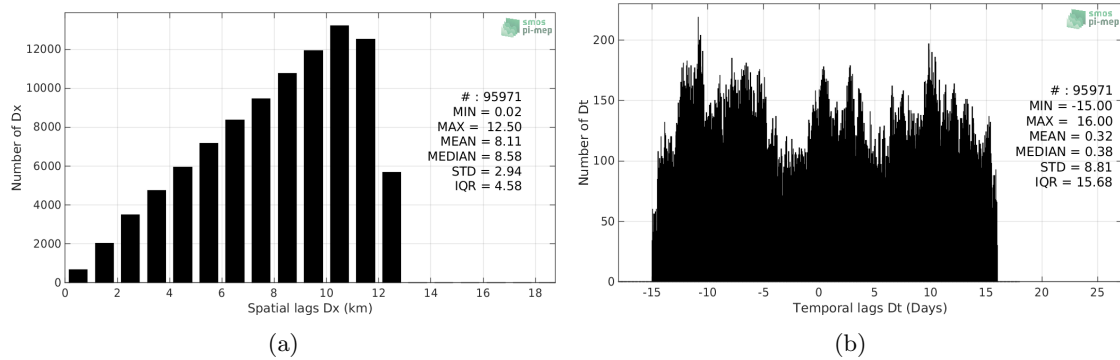 smos
pi-mep
12000
10000
8000
6000
4000
2000
0
Number of Dx
# : 95971
MIN = 0.02
MAX = 12.50
MEAN = 8.11
MEDIAN = 8.58
STD = 2.94
IQR = 4.58
0 2 4 6 8 10 12 14 16 18
Spatial lags Dx (km)
(a)
smos
pi-mep
200
150
100
50
0
Number of Dt
# : 95971
MIN = -15.00
MAX = 16.00
MEAN = 0.32
MEDIAN = 0.38
STD = 8.81
IQR = 15.68
-15 -10 -5 0 5 10 15 20 25
Temporal lags Dt (Days)
(b)